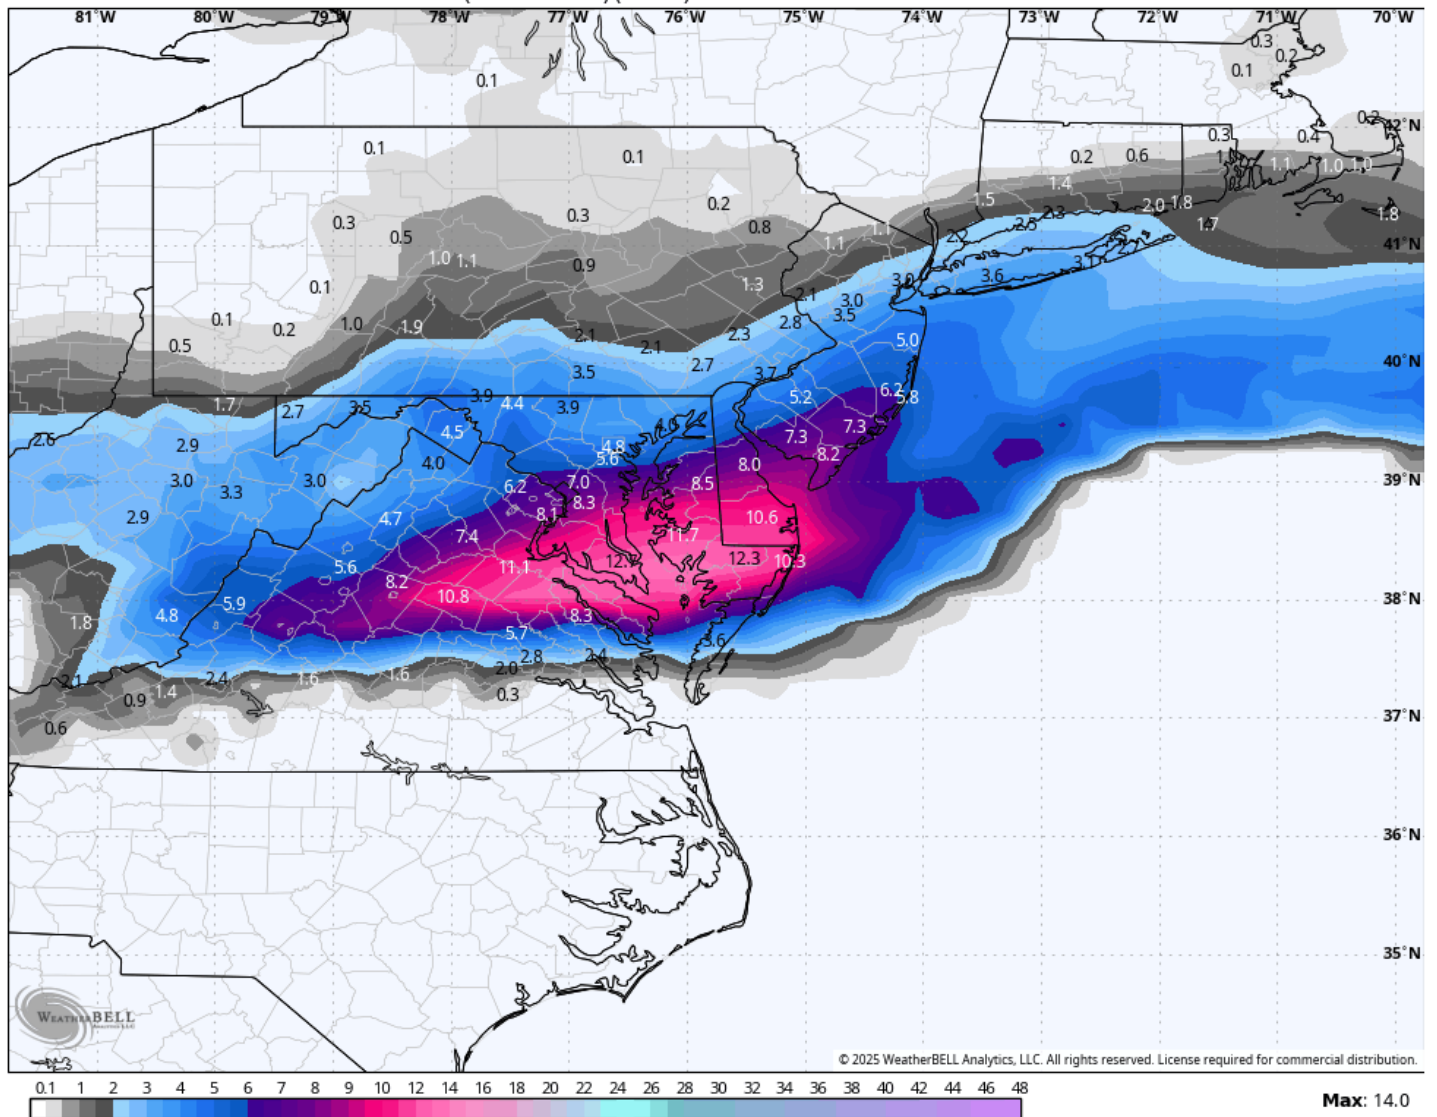 81°W 80°W 79°W 78°W 77°W 76°W 75°W 74°W 73°W 72°W 71°W 70°W
0.3
0.2
0.1 0.1
42°N
0.1 0.1 0.2 0.6 0.3 0.4
1.4 1.1 1.0 1.0
0.3 0.5 0.3 0.2 0.8 1.5 2.3 2.0 1.8 1.8
1.0 1.1 0.9 1.1 1.1 2.2 2.5 1.7
41°N
0.1 1.3 3.0 3.6 2.7
0.1 0.2 1.0 1.9 2.1 2.1 2.3 2.8 2.1 3.0 3.5
0.5 3.5 2.7 3.7 5.0
40°N
1.7 2.7 3.5 3.9 4.4 3.9 5.2 6.2 5.8
2.6 2.9 4.5 4.8 4.0 7.3 7.3
5.6 8.2
3.0 3.3 3.0 4.0 6.2 7.0 8.5 8.0
39°N
2.9 4.7 8.1 8.3 10.6
7.4 11.7
5.6 8.2 11.1 12.3 10.3
38°N
1.8 4.8 5.9 10.8 8.3
5.7 3.6
2.1 1.4 2.4 1.6 1.6 2.0 2.8 2.4
0.6 0.9 0.3
37°N
36°N
35°N
WEATHERBELL
ANALYTICS LLC
© 2025 WeatherBELL Analytics, LLC. All rights reserved. License required for commercial distribution.
0.1 1 2 3 4 5 6 7 8 9 10 12 14 16 18 20 22 24 26 28 30 32 34 36 38 40 42 44 46 48
Max: 14.0